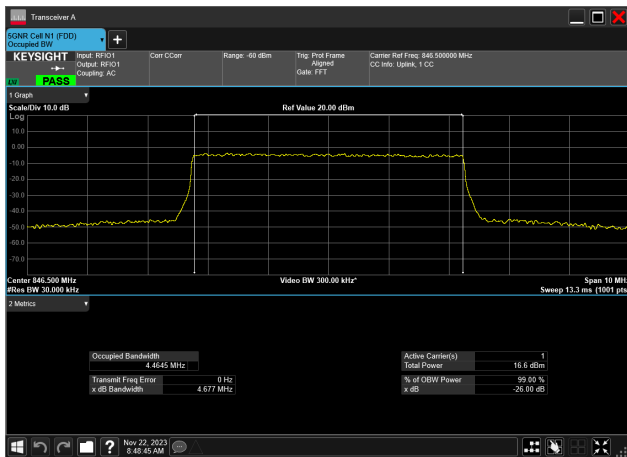 Transceiver A
5GNR Cell N1 (FDD)
Occupied BW
+
KEYSIGHT
LXI
PASS
Input: RFIO1
Output: RFIO1
Coupling: AC
Corr CCorr
Range: -60 dBm
Trig: Prot Frame
Aligned
Gate: FFT
Carrier Ref Freq: 846.500000 MHz
CC Info: Uplink, 1 CC
1 Graph
Scale/Div 10.0 dB
Ref Value 20.00 dBm
Log
10.0
0.00
-10.0
-20.0
-30.0
-40.0
-50.0
-60.0
-70.0
Center 846.500 MHz
Video BW 300.00 kHz*
Span 10 MHz
#Res BW 30.000 kHz
Sweep 13.3 ms (1001 pts
2 Metrics
Occupied Bandwidth
4.4645 MHz
Transmit Freq Error 0 Hz
x dB Bandwidth 4.677 MHz
Active Carrier(s) 1
Total Power 16.6 dBm
% of OBW Power 99.00 %
x dB -26.00 dB
?
Nov 22, 2023
8:48:45 AM